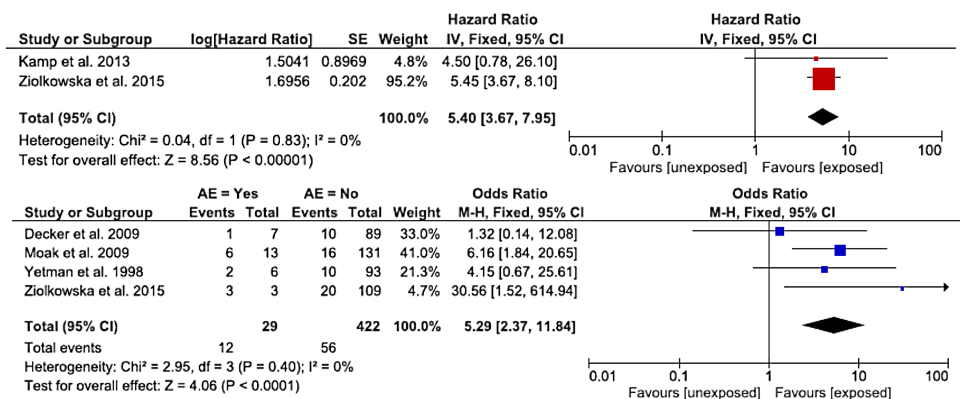 Hazard Ratio Hazard Ratio
Study or Subgroup log[Hazard Ratio] SE Weight IV, Fixed, 95% CI IV, Fixed, 95% CI
Kamp et al. 2013 1.5041 0.8969 4.8% 4.50 [0.78, 26.10]
Ziolkowska et al. 2015 1.6956 0.202 95.2% 5.45 [3.67, 8.10]
Total (95% CI) 100.0% 5.40 [3.67, 7.95]
Heterogeneity: Chi² = 0.04, df = 1 (P = 0.83); I² = 0%
Test for overall effect: Z = 8.56 (P < 0.00001)
0.01 0.1 1 10 100
Favours [unexposed] Favours [exposed]
AE = Yes AE = No Odds Ratio Odds Ratio
Study or Subgroup Events Total Events Total Weight M-H, Fixed, 95% CI M-H, Fixed, 95% CI
Decker et al. 2009 1 7 10 89 33.0% 1.32 [0.14, 12.08]
Moak et al. 2009 6 13 16 131 41.0% 6.16 [1.84, 20.65]
Yetman et al. 1998 2 6 10 93 21.3% 4.15 [0.67, 25.61]
Ziolkowska et al. 2015 3 3 20 109 4.7% 30.56 [1.52, 614.94]
Total (95% CI) 29 422 100.0% 5.29 [2.37, 11.84]
Total events 12 56
Heterogeneity: Chi² = 2.95, df = 3 (P = 0.40); I² = 0%
Test for overall effect: Z = 4.06 (P < 0.0001)
0.01 0.1 1 10 100
Favours [unexposed] Favours [exposed]